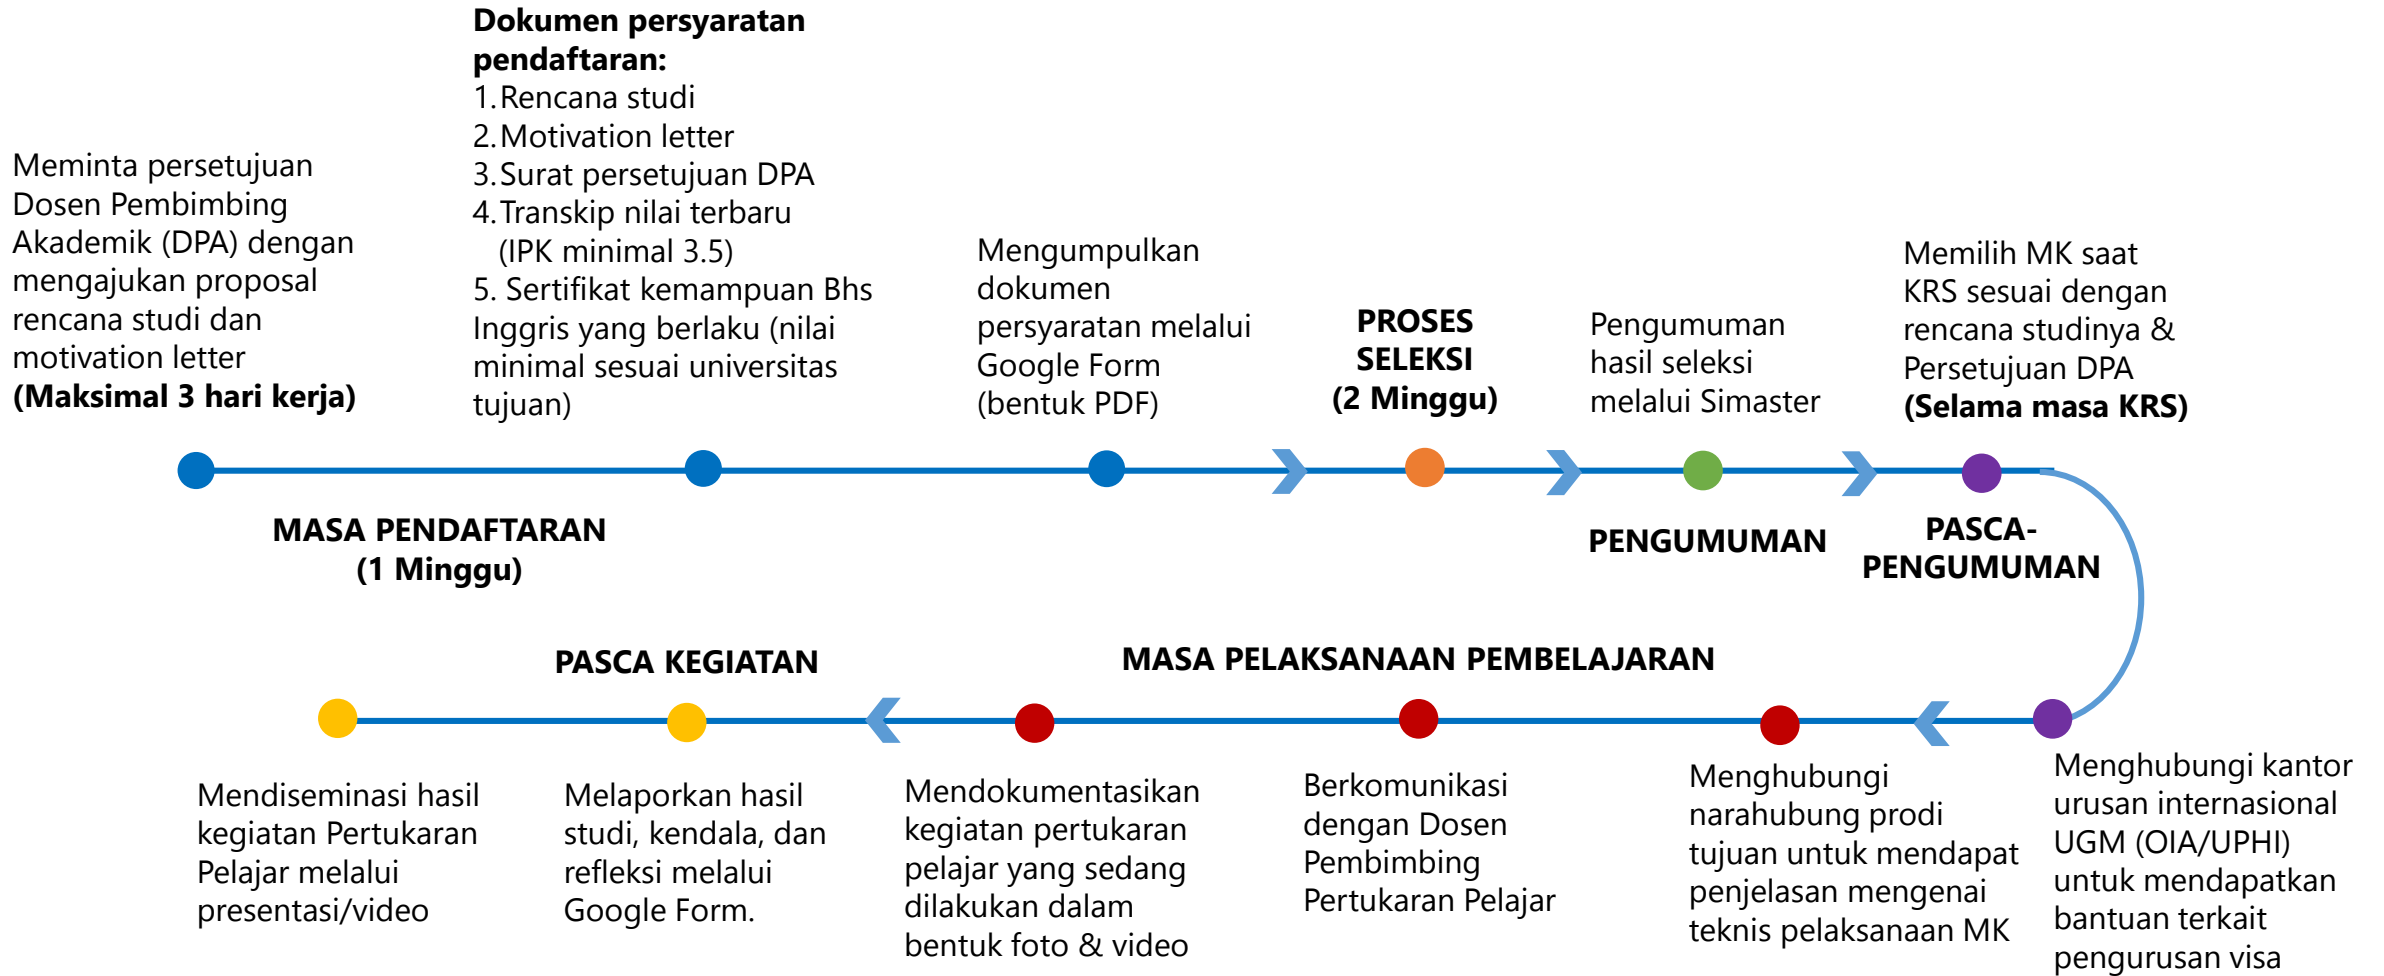 Meminta persetujuan
Dosen Pembimbing
Akademik (DPA) dengan
mengajukan proposal
rencana studi dan
motivation letter
(Maksimal 3 hari kerja)
Dokumen persyaratan
pendaftaran:
1.Rencana studi
2.Motivation letter
3.Surat persetujuan DPA
4.Transkip nilai terbaru
(IPK minimal 3.5)
5. Sertifikat kemampuan Bhs
Inggris yang berlaku (nilai
minimal sesuai universitas
tujuan)
Mengumpulkan
dokumen
persyaratan melalui
Google Form
(bentuk PDF)
PROSES
SELEKSI
(2 Minggu)
Pengumuman
hasil seleksi
melalui Simaster
Memilih MK saat
KRS sesuai dengan
rencana studinya &
Persetujuan DPA
(Selama masa KRS)
MASA PENDAFTARAN
(1 Minggu)
PENGUMUMAN
PASCA-
PENGUMUMAN
PASCA KEGIATAN
MASA PELAKSANAAN PEMBELAJARAN
Mendiseminasi hasil
kegiatan Pertukaran
Pelajar melalui
presentasi/video
Melaporkan hasil
studi, kendala, dan
refleksi melalui
Google Form.
Mendokumentasikan
kegiatan pertukaran
pelajar yang sedang
dilakukan dalam
bentuk foto & video
Berkomunikasi
dengan Dosen
Pembimbing
Pertukaran Pelajar
Menghubungi
narahubung prodi
tujuan untuk mendapat
penjelasan mengenai
teknis pelaksanaan MK
Menghubungi kantor
urusan internasional
UGM (OIA/UPHI)
untuk mendapatkan
bantuan terkait
pengurusan visa